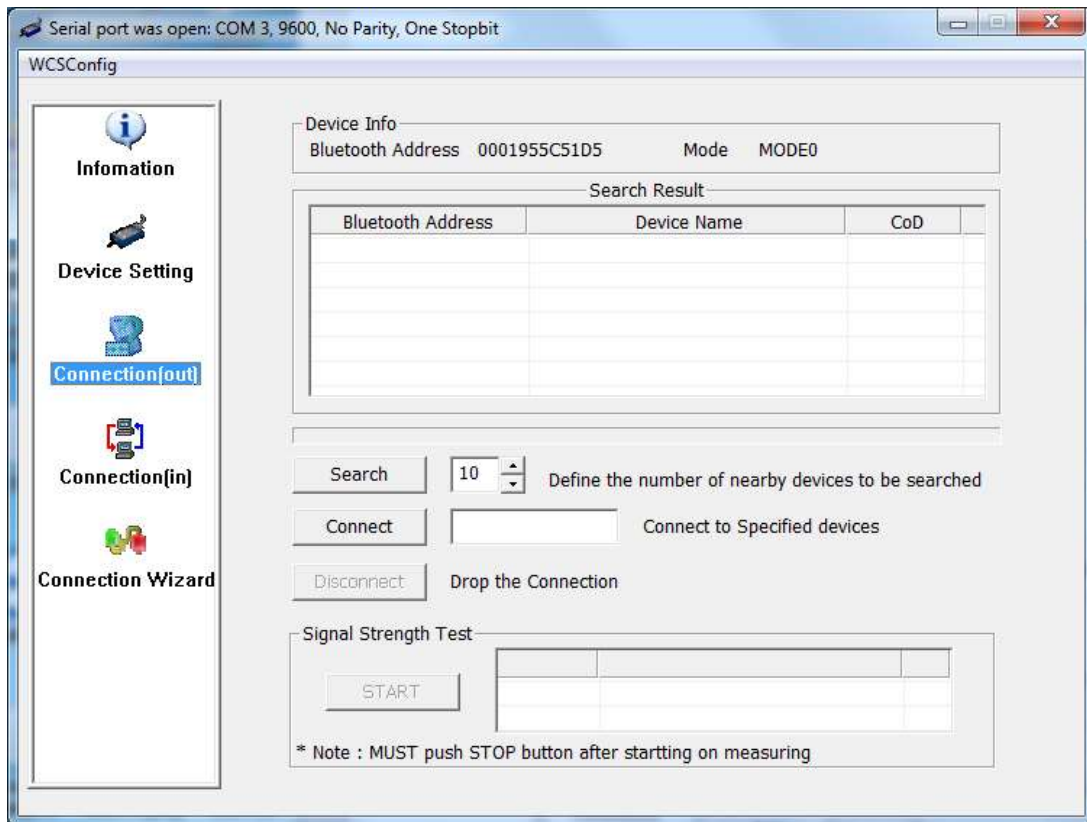 Serial port was open: COM 3, 9600, No Parity, One Stopbit
WCSConfig
Infomation
Device Setting
Connection(out)
Connection(in)
Connection Wizard
Device Info
Bluetooth Address 0001955C51D5 Mode MODE0
Search Result
Bluetooth Address Device Name CoD
Search 10 Define the number of nearby devices to be searched
Connect Connect to Specified devices
Disconnect Drop the Connection
Signal Strength Test
START
* Note : MUST push STOP button after startting on measuring